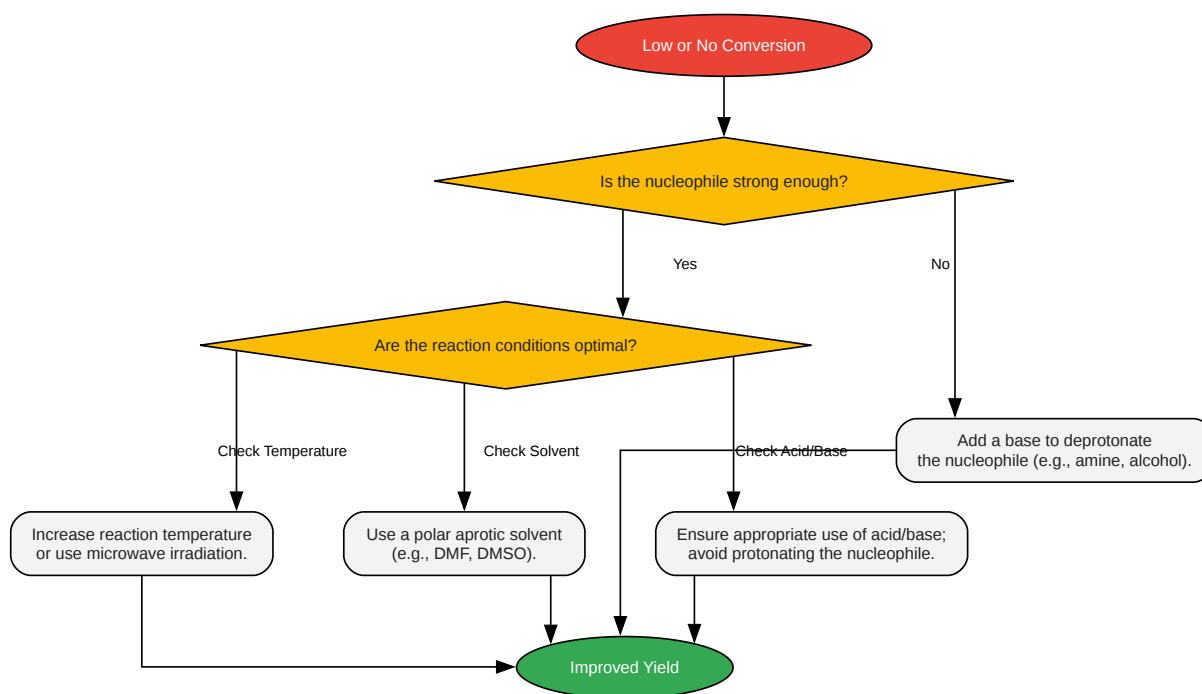 Low or No Conversion
Is the nucleophile strong enough?
Yes
No
Are the reaction conditions optimal?
Check Temperature
Check Solvent
Check Acid/Base
Add a base to deprotonate
the nucleophile (e.g., amine, alcohol).
Increase reaction temperature
or use microwave irradiation.
Use a polar aprotic solvent
(e.g., DMF, DMSO).
Ensure appropriate use of acid/base;
avoid protonating the nucleophile.
Improved Yield